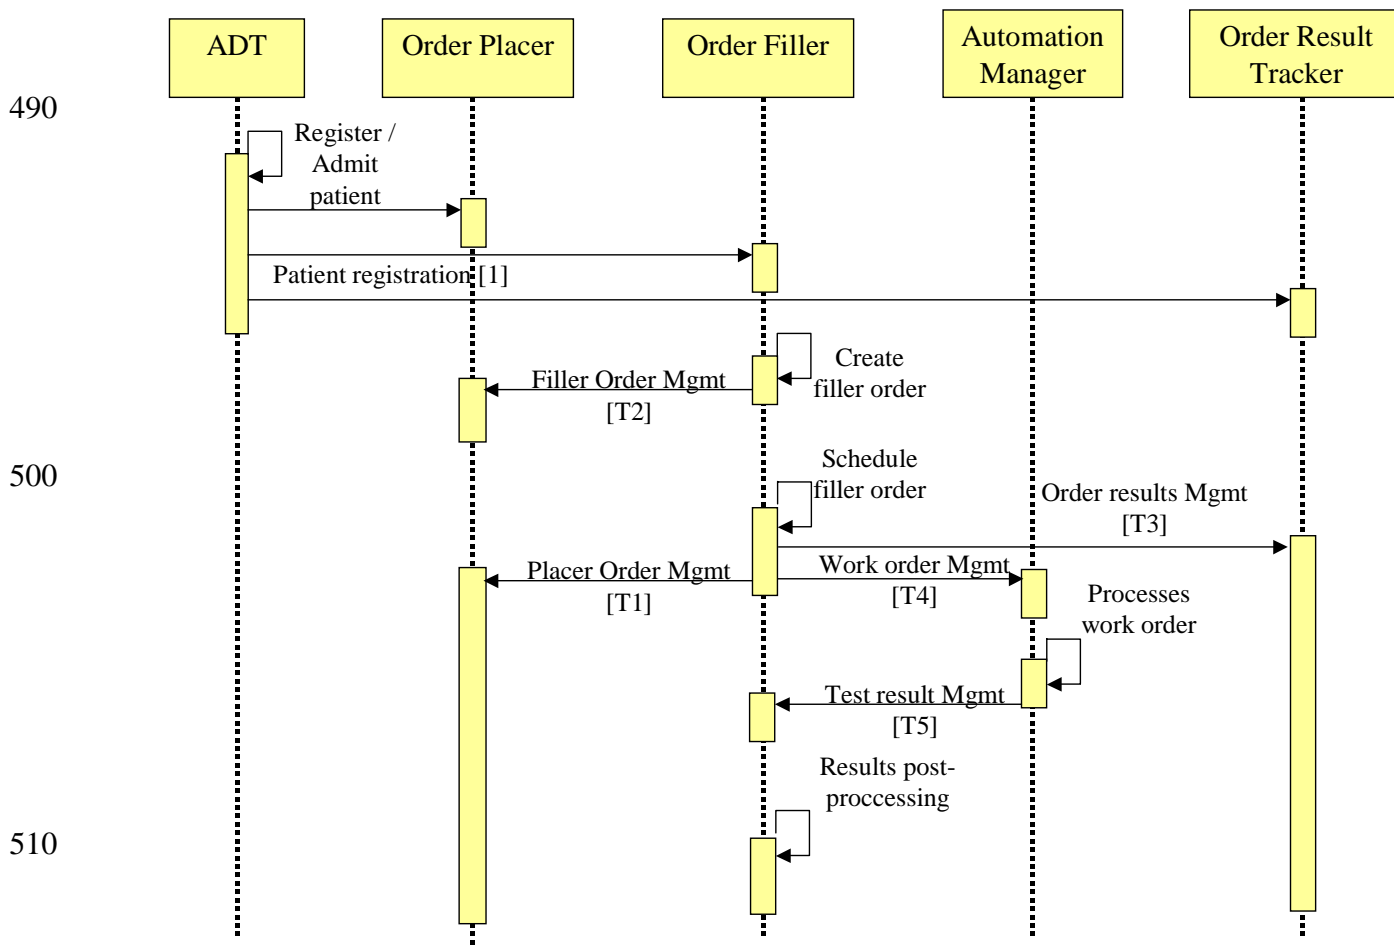 ADT
Order Placer
Order Filler
Automation
Manager
Order Result
Tracker
490
Register /
Admit
patient
Patient registration [1]
Create
filler order
Filler Order Mgmt
[T2]
500
Schedule
filler order
Order results Mgmt
[T3]
Placer Order Mgmt
[T1]
Work order Mgmt
[T4]
Processes
work order
Test result Mgmt
[T5]
Results post-
proccessing
510